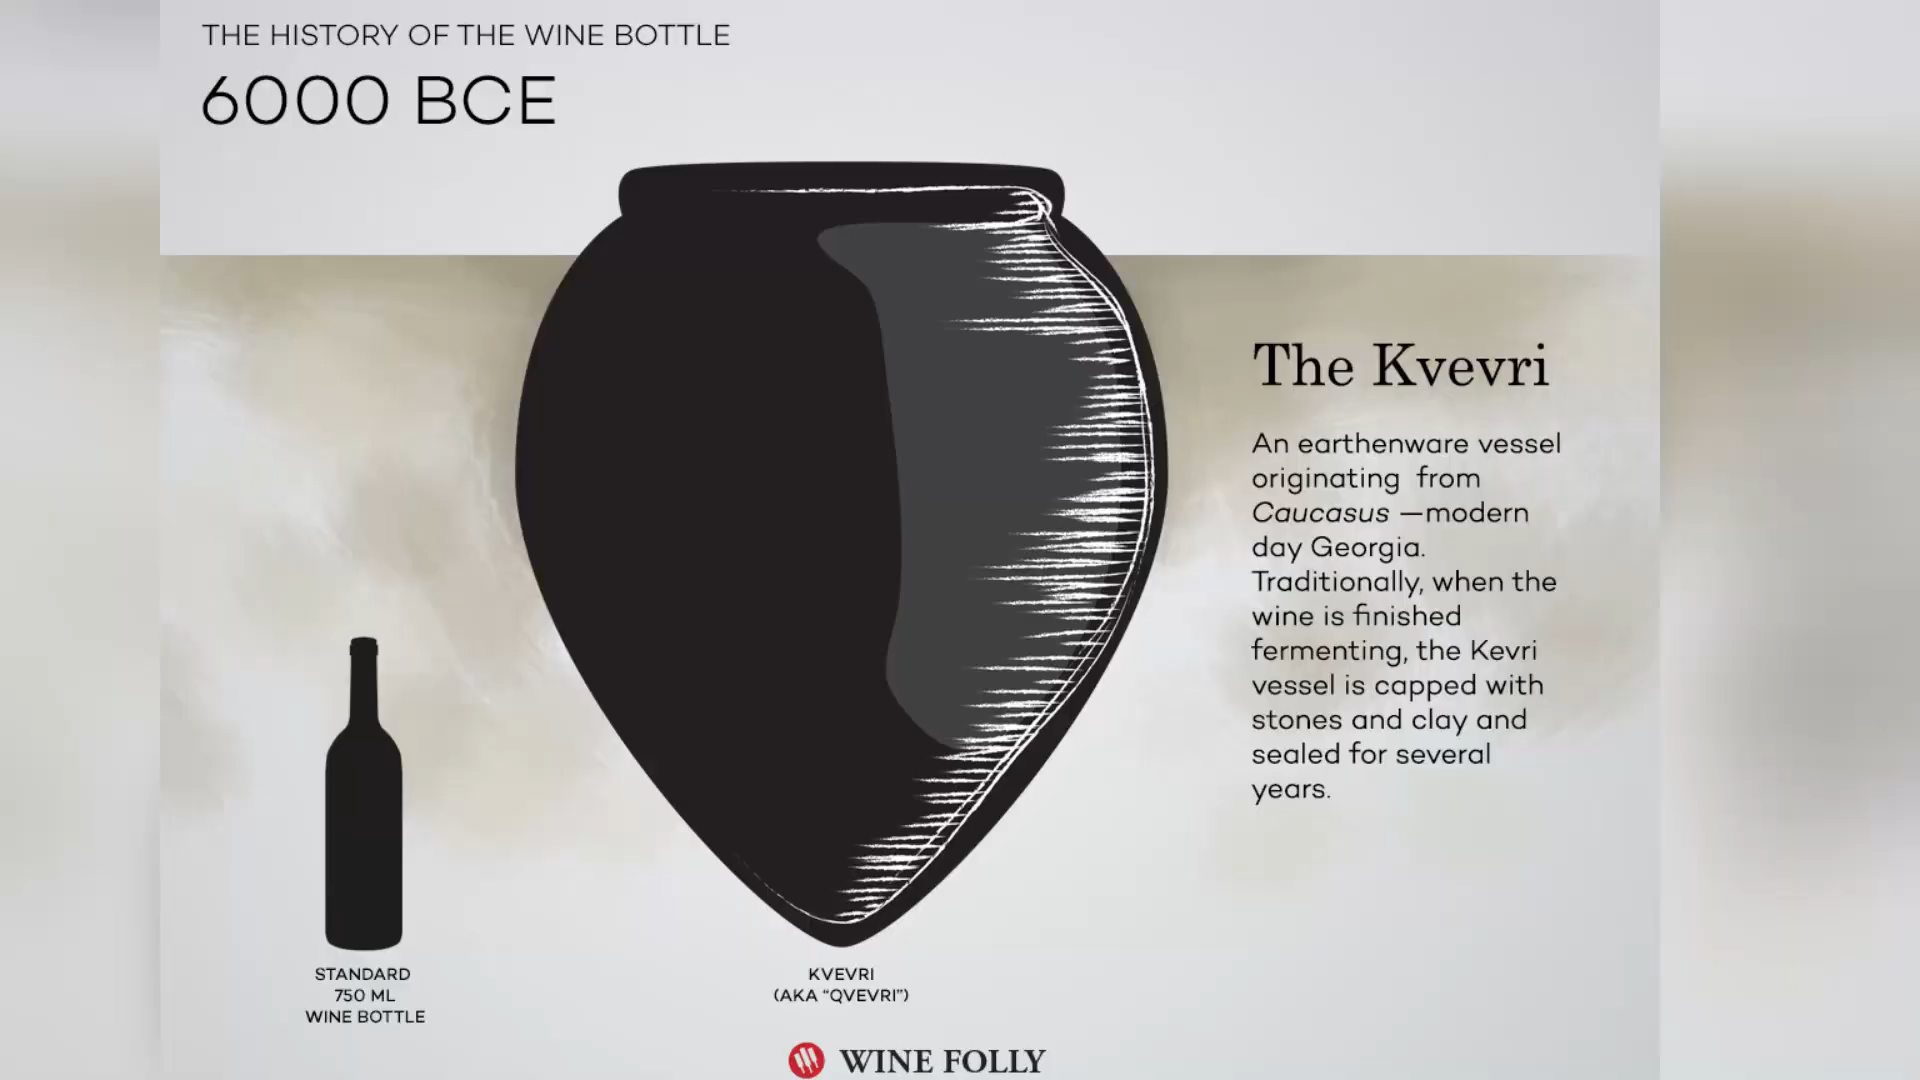 THE HISTORY OF THE WINE BOTTLE
6000 BCE
The Kvevri
An earthenware vessel
originating from
Caucasus —modern
day Georgia.
Traditionally, when the
wine is finished
fermenting, the Kevri
vessel is capped with
stones and clay and
sealed for several
years.
STANDARD
750 ML
WINE BOTTLE
KVEVRI
(AKA “QVEVRI”)
WINE FOLLY